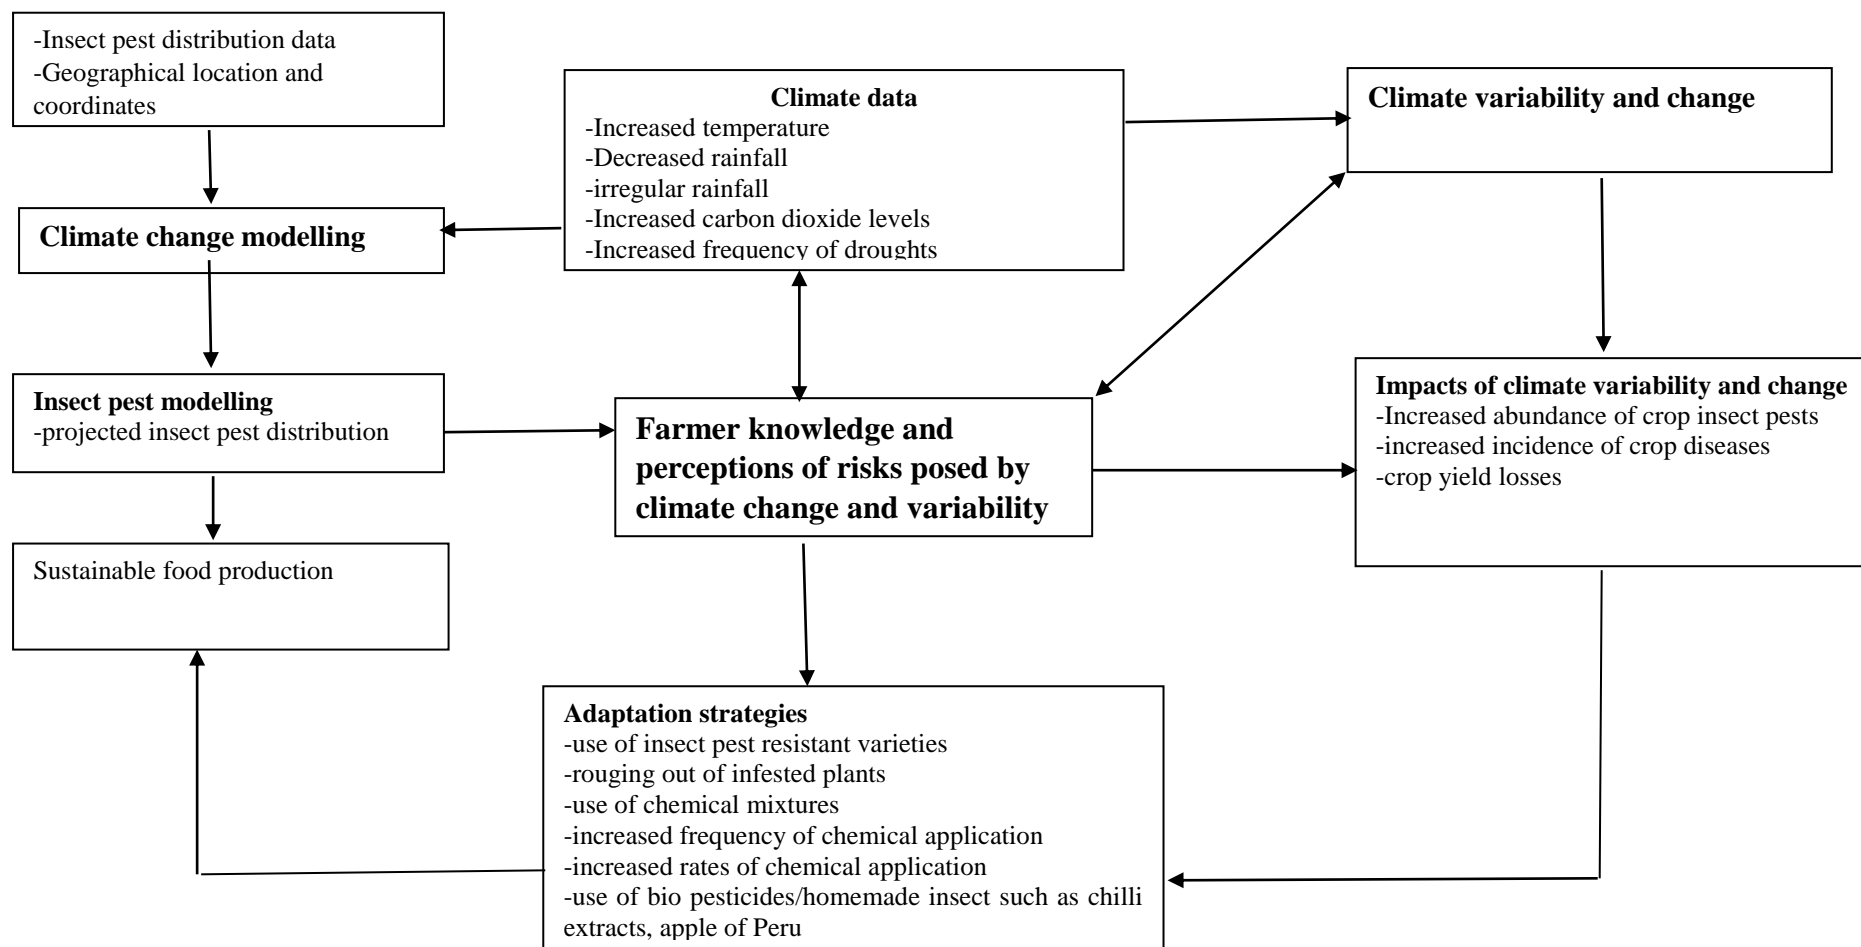 -Insect pest distribution data
-Geographical location and
coordinates
Climate data
-Increased temperature
-Decreased rainfall
-irregular rainfall
-Increased carbon dioxide levels
-Increased frequency of droughts
Climate variability and change
Climate change modelling
Insect pest modelling
-projected insect pest distribution
Farmer knowledge and
perceptions of risks posed by
climate change and variability
Impacts of climate variability and change
-Increased abundance of crop insect pests
-increased incidence of crop diseases
-crop yield losses
Sustainable food production
Adaptation strategies
-use of insect pest resistant varieties
-rouging out of infested plants
-use of chemical mixtures
-increased frequency of chemical application
-increased rates of chemical application
-use of bio pesticides/homemade insect such as chilli
extracts, apple of Peru